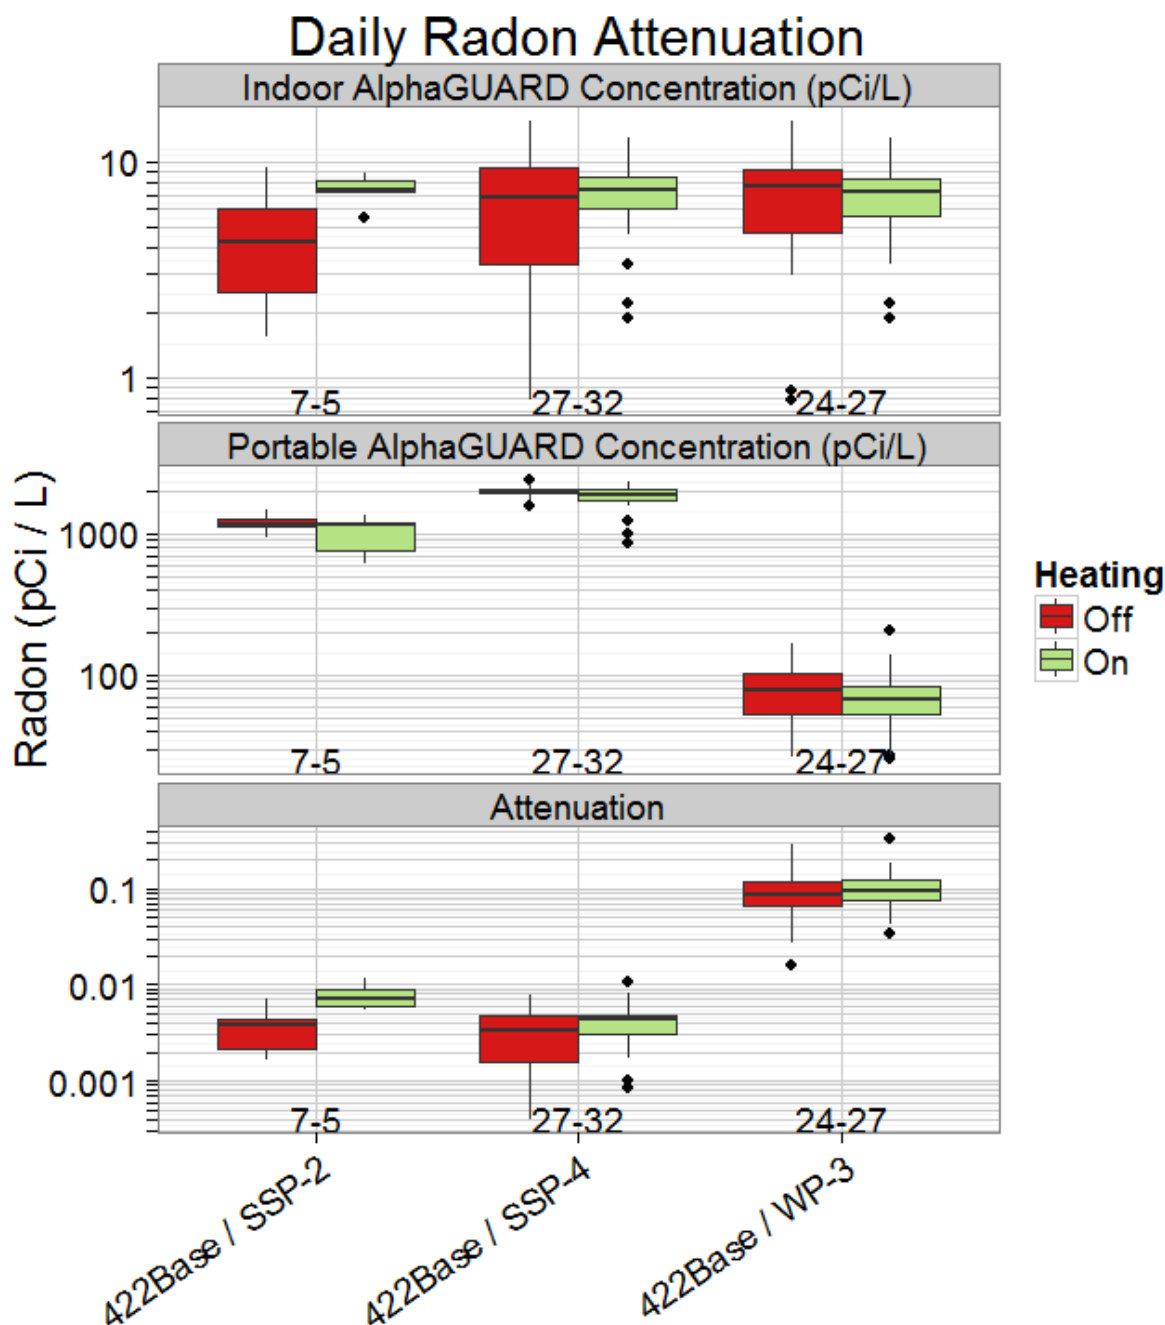 Daily Radon Attenuation
Indoor AlphaGUARD Concentration (pCi/L)
10
1
7-5 27-32 24-27
Portable AlphaGUARD Concentration (pCi/L)
1000
100
7-5 27-32 24-27
Attenuation
0.1
0.01
0.001
7-5 27-32 24-27
Radon (pCi / L)
422Base / SSP-2
422Base / SSP-4
422Base / WP-3
Heating
Off
On